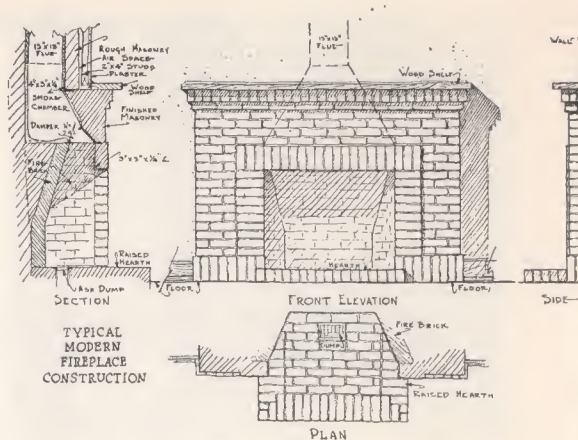 13"x13"
FLUE
ROUGH MASONRY
AIR SPACE
2"x4" STUDS
PLASTER
WOOD
SHELF
SMOKE
CHAMBER
FINISHED
MASONRY
DAMPER
FIRE
BRICK
RAISED
HEARTH
ASH DUMP
SECTION
13"x13"
FLUE
WOOD SHELF
HEARTH
FLOOR
FLOOR
FRONT ELEVATION
WALL
SIDE
TYPICAL
MODERN
FIREPLACE
CONSTRUCTION
FIRE BRICK
DUMP
RAISED HEARTH
PLAN